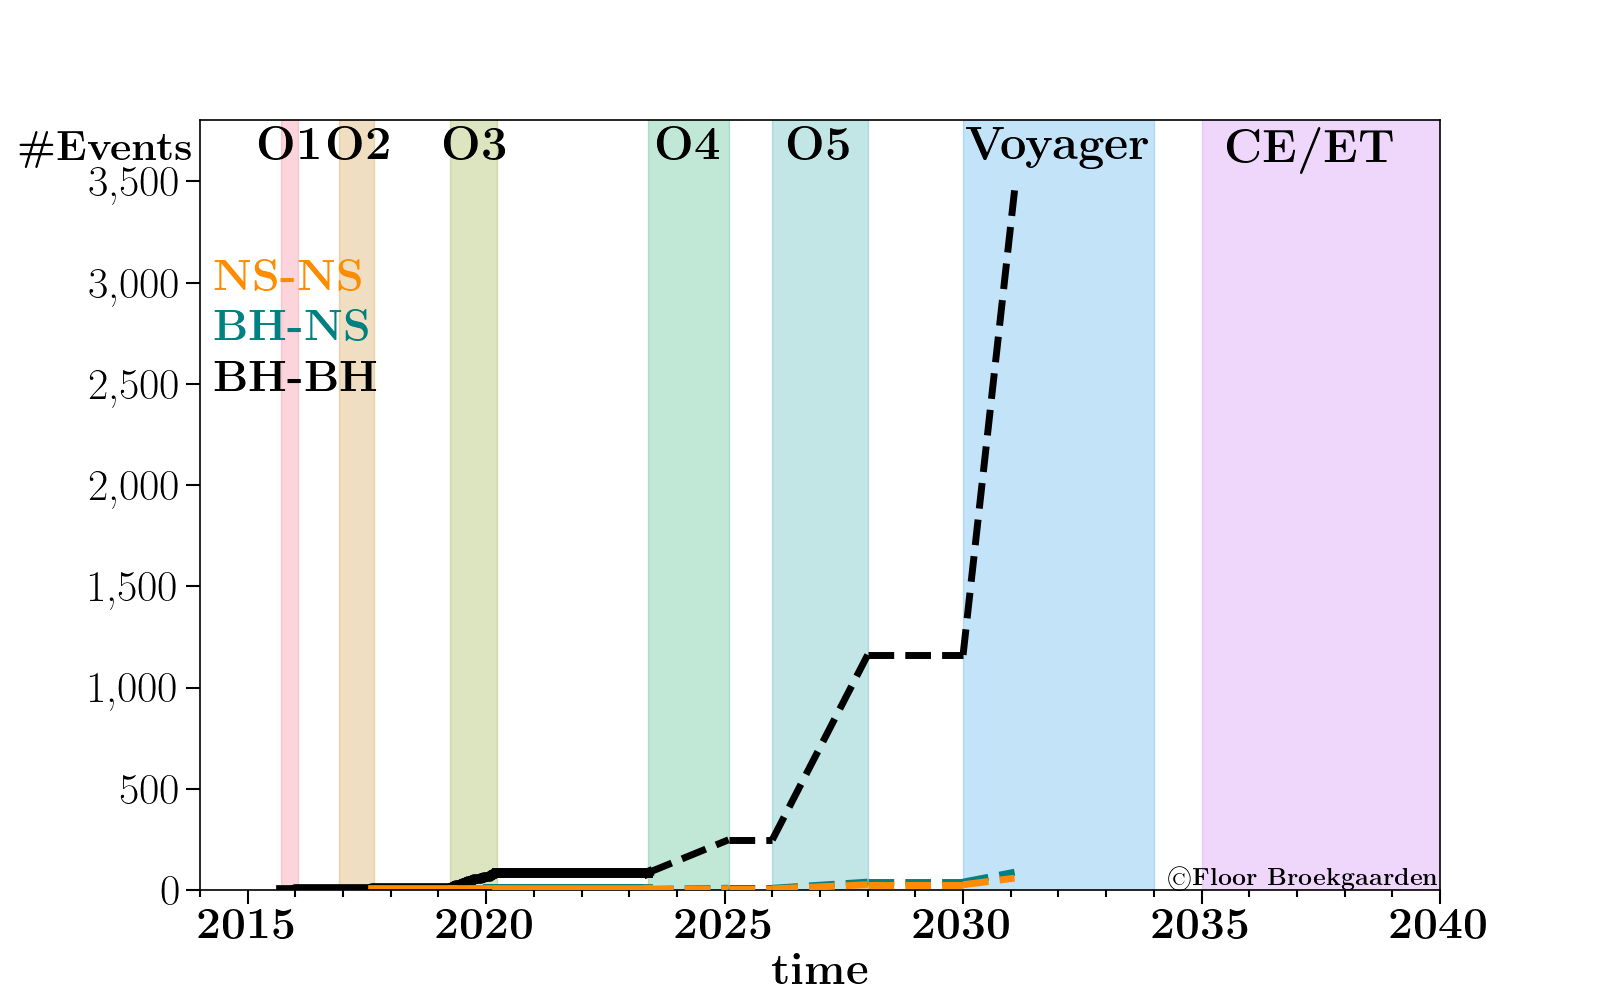 O1 O2 O3 O4 O5 Voyager CE/ET
#Events
3,500
NS-NS
3,000
BH-NS
BH-BH
2,500
2,000
1,500
1,000
500
©Floor Broekgaarden
0
2015 2020 2025 2030 2035 2040
time